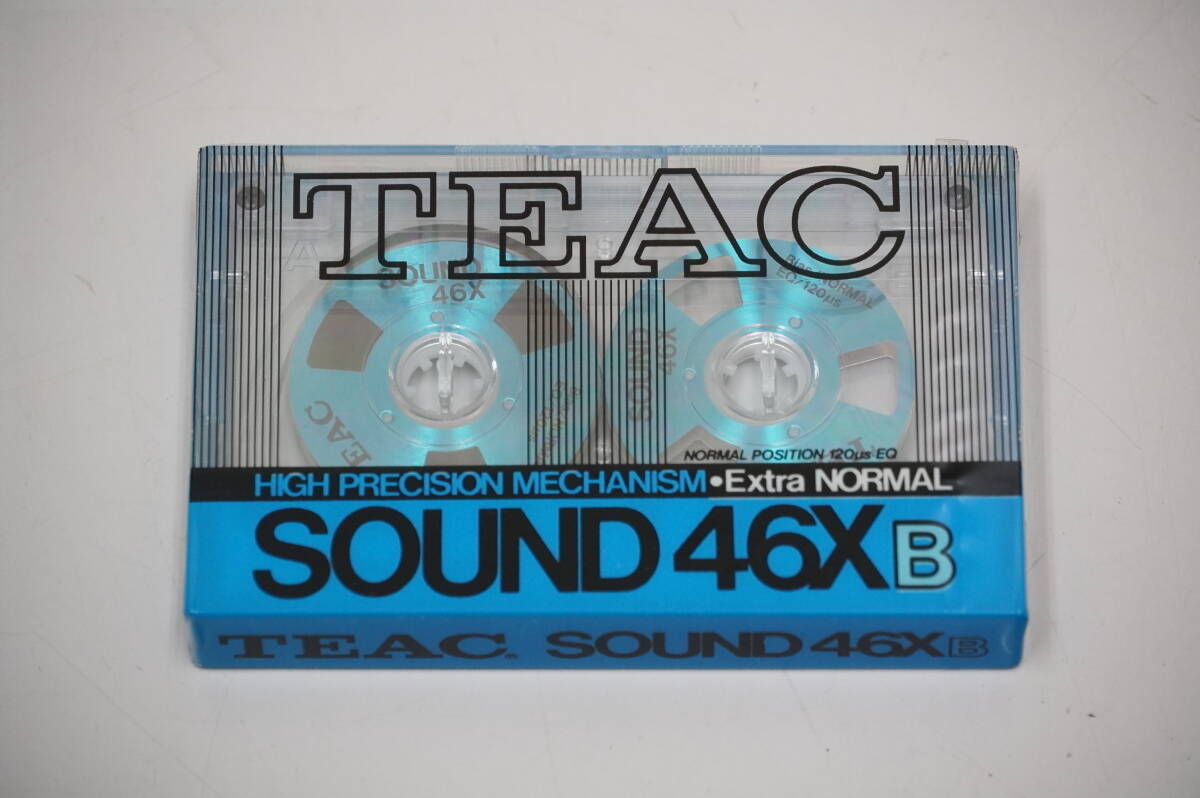 TEAC
A
SOUND
46X
Bias/NORMAL
EQ/120µs
SOUND
46X
TEAC
NORMAL POSITION 120µs EQ
HIGH PRECISION MECHANISM • Extra NORMAL
SOUND 46X B
TEAC® SOUND 46X B